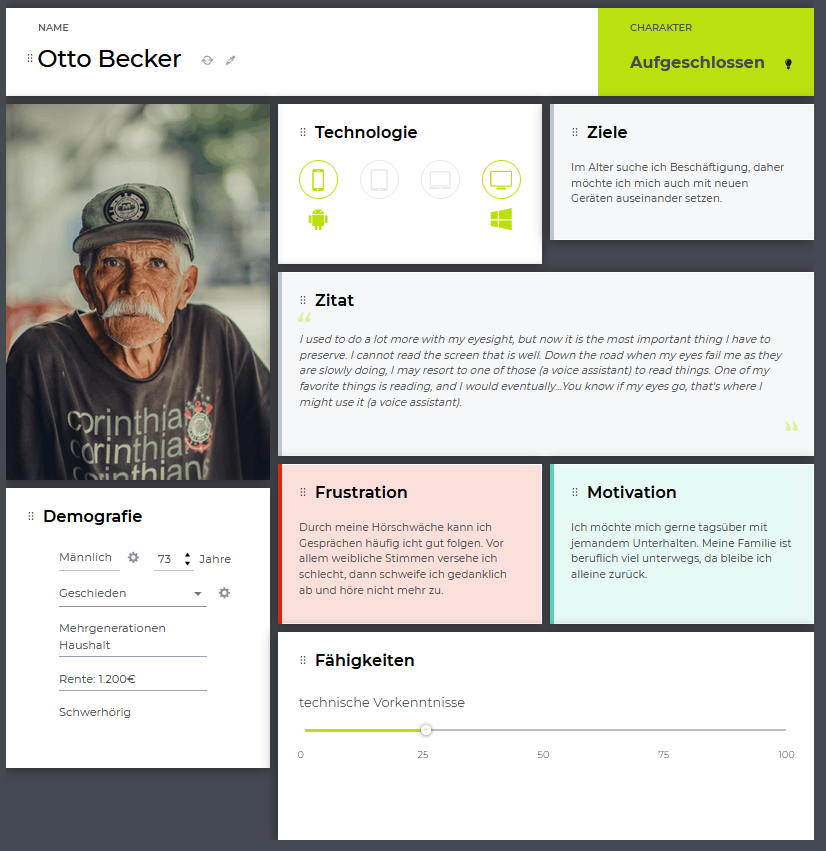 NAME
Otto Becker
CHARAKTER
Aufgeschlossen
corinthia
corinthia
corinthians
Technologie
Ziele
Im Alter suche ich Beschäftigung, daher
möchte ich mich auch mit neuen
Geräten auseinander setzen.
Zitat
“
I used to do a lot more with my eyesight, but now it is the most important thing I have to
preserve. I cannot read the screen that is well. Down the road when my eyes fail me as they
are slowly doing, I may resort to one of those (a voice assistant) to read things. One of my
favorite things is reading, and I would eventually...You know if my eyes go, that's where I
might use it (a voice assistant).
“
Frustration
Durch meine Hörschwäche kann ich
Gesprächen häufig icht gut folgen. Vor
allem weibliche Stimmen versehe ich
schlecht, dann schweife ich gedanklich
ab und höre nicht mehr zu.
Motivation
Ich möchte mich gerne tagsüber mit
jemandem Unterhalten. Meine Familie ist
beruflich viel unterwegs, da bleibe ich
alleine zurück.
Demografie
Männlich 73 Jahre
Geschieden
Mehrgenerationen
Haushalt
Rente: 1.200€
Schwerhörig
Fähigkeiten
technische Vorkenntnisse
0 25 50 75 100